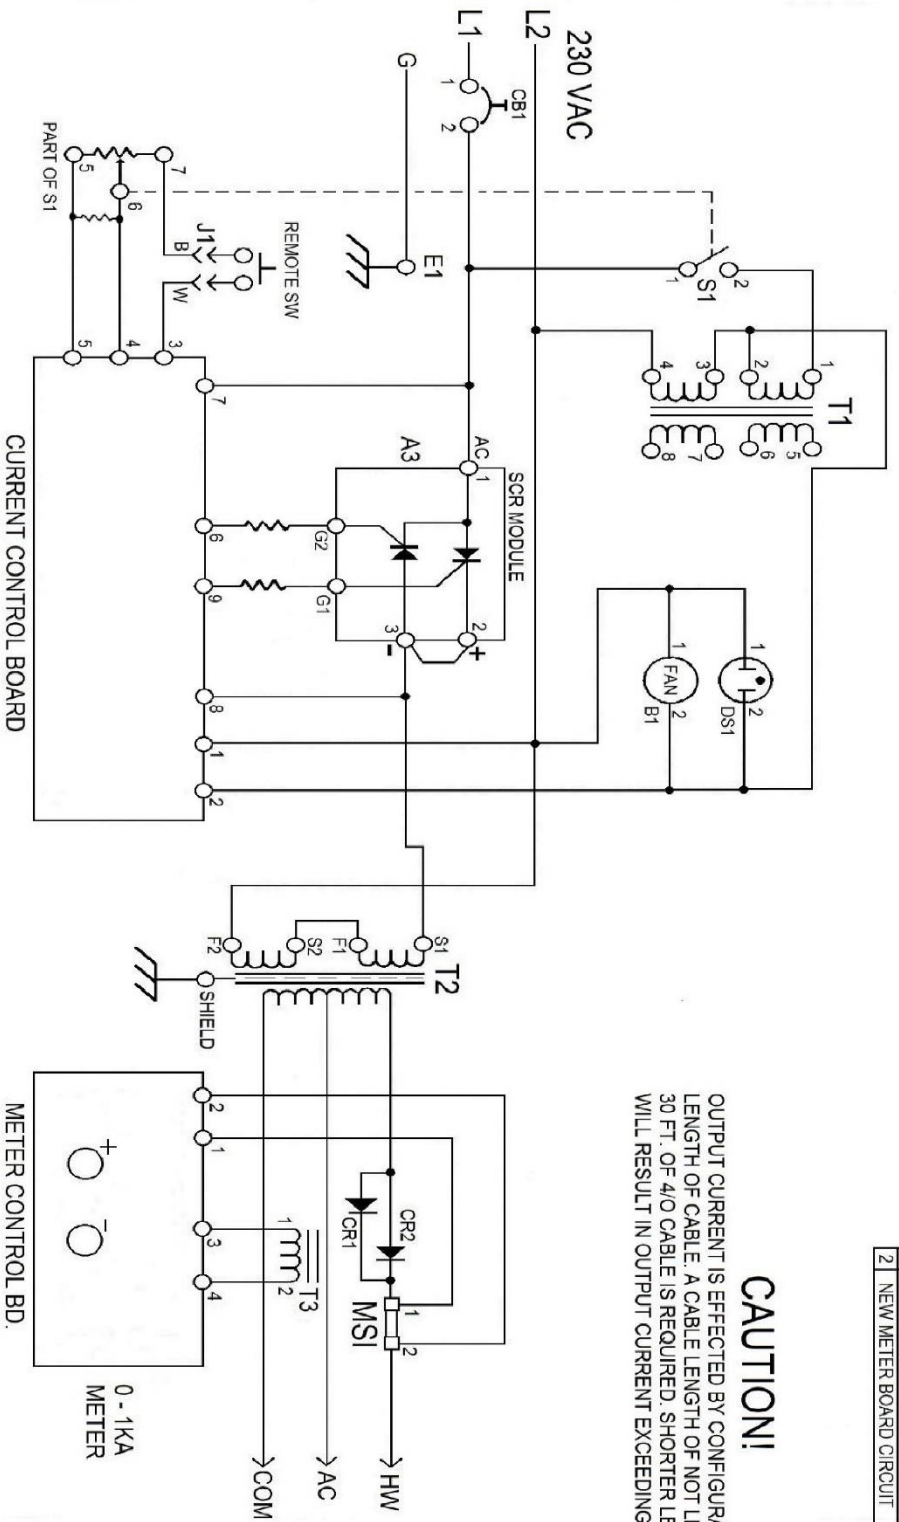 2 NEW METER BOARD CIRCUIT
CAUTION!
OUTPUT CURRENT IS EFFECTED BY CONFIGURA
LENGTH OF CABLE. A CABLE LENGTH OF NOT L
30 FT. OF 4/0 CABLE IS REQUIRED. SHORTER LE
WILL RESULT IN OUTPUT CURRENT EXCEEDING
230 VAC
L2
L1
G
CB1
1
2
E1
S1
1
2
T1
1
2
3
4
5
6
7
8
DS1
1
2
FAN
1
2
B1
SCR MODULE
A3
AC
1
2
+
3
-
G2
G1
REMOTE SW
J1
B
W
PART OF S1
5
6
7
3
4
5
7
6
9
8
1
2
CURRENT CONTROL BOARD
T2
S1
F1
S2
F2
SHIELD
CR2
CR1
MSI
1
2
T3
1
2
HW
AC
COM
2
1
3
4
+
-
METER CONTROL BD.
0 - 1KA
METER